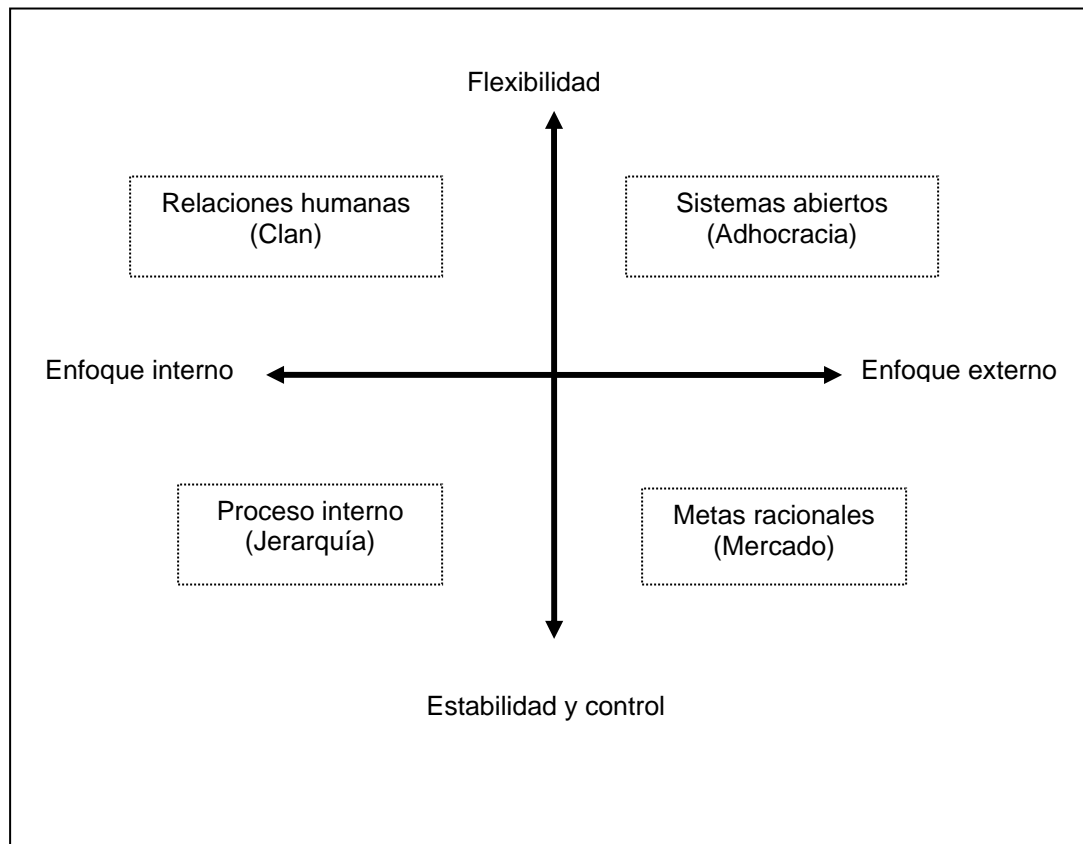 Flexibilidad
Relaciones humanas
(Clan)
Sistemas abiertos
(Adhocracia)
Enfoque interno
Enfoque externo
Proceso interno
(Jerarquía)
Metas racionales
(Mercado)
Estabilidad y control